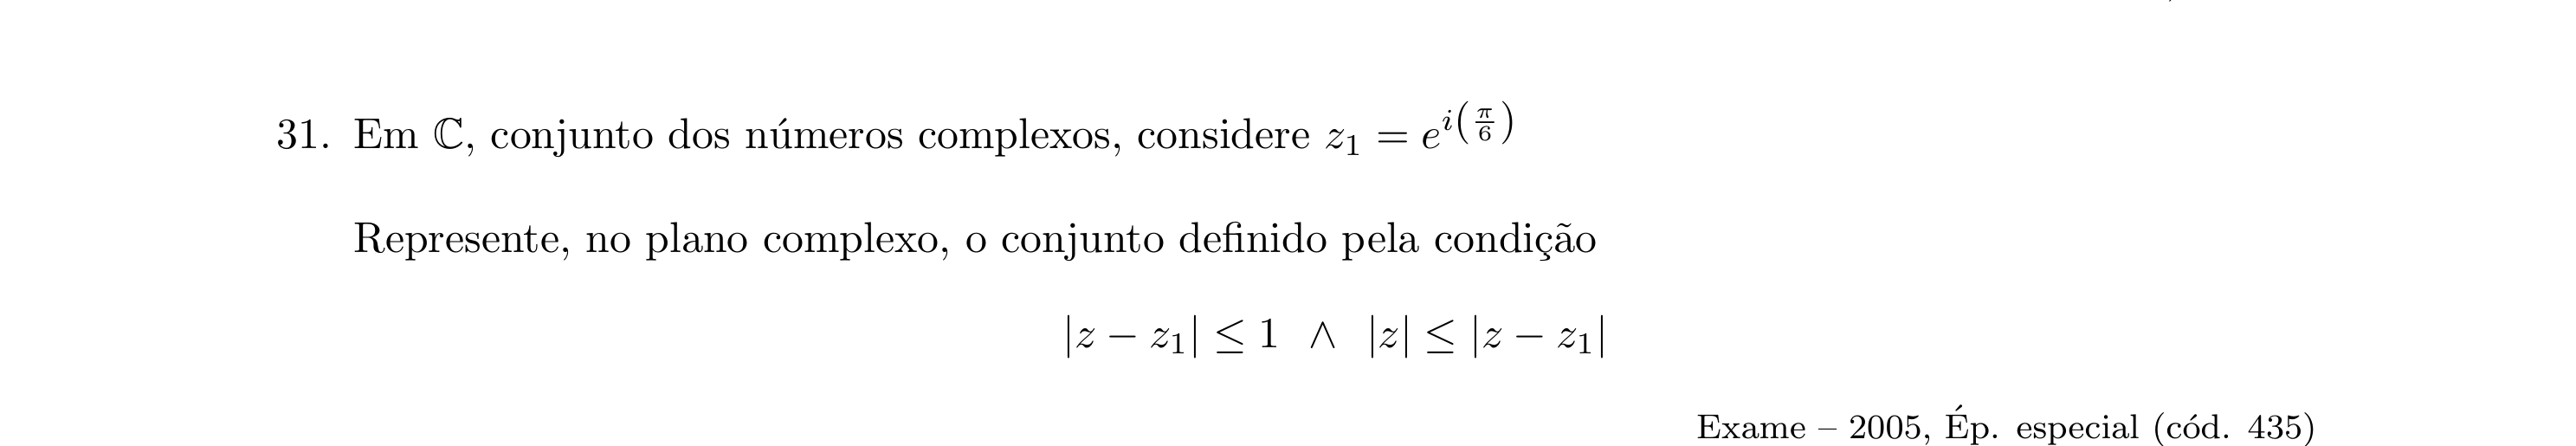 31. Em ℂ, conjunto dos números complexos, considere $z_1 = e^{i\left(\frac{\pi}{6}\right)}$
Represente, no plano complexo, o conjunto definido pela condição
$|z - z_1| \leq 1 \ \wedge \ |z| \leq |z - z_1|$
Exame – 2005, Ép. especial (cód. 435)